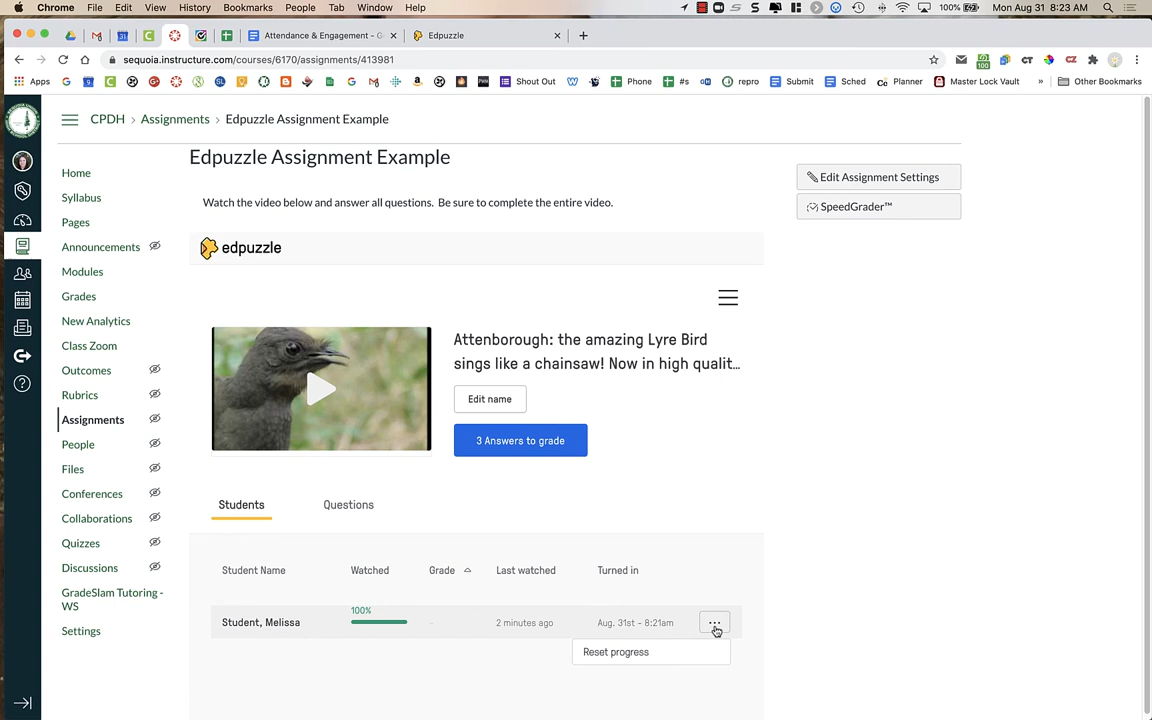 Chrome File Edit View History Bookmarks People Tab Window Help 100% Mon Aug 31 8:23 AM
Attendance & Engagement - G Edpuzzle
sequoia.instructure.com/courses/6170/assignments/413981
Apps Shout Out Phone #s repro Submit Sched Planner Master Lock Vault » Other Bookmarks
CPDH > Assignments > Edpuzzle Assignment Example
Edpuzzle Assignment Example
Edit Assignment Settings
Watch the video below and answer all questions. Be sure to complete the entire video.
SpeedGrader™
edpuzzle
Home
Syllabus
Pages
Announcements
Modules
Grades
New Analytics
Class Zoom
Outcomes
Rubrics
Assignments
People
Files
Conferences
Collaborations
Quizzes
Discussions
GradeSlam Tutoring -
WS
Settings
Attenborough: the amazing Lyre Bird
sings like a chainsaw! Now in high qualit...
Edit name
3 Answers to grade
Students Questions
Student Name Watched Grade Last watched Turned in
100%
Student, Melissa - 2 minutes ago Aug. 31st - 8:21am ...
Reset progress